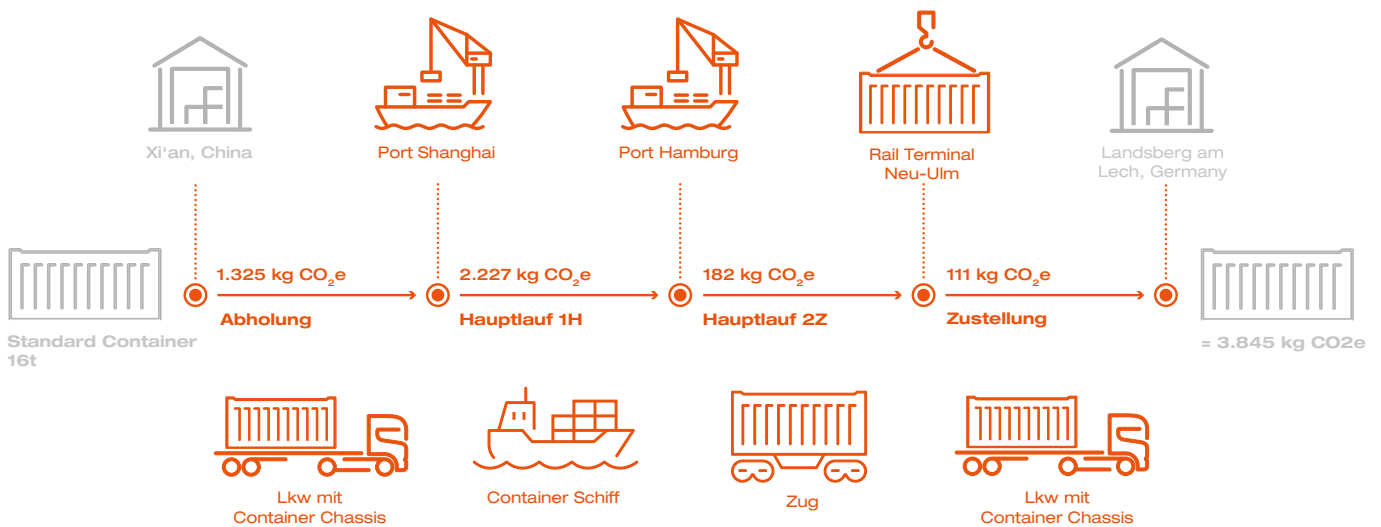 Xi‘an, China
Port Shanghai
Port Hamburg
Rail Terminal
Neu-Ulm
Landsberg am
Lech, Germany
1.325 kg CO₂e
2.227 kg CO₂e
182 kg CO₂e
111 kg CO₂e
Abholung
Hauptlauf 1H
Hauptlauf 2Z
Zustellung
Standard Container
16t
= 3.845 kg CO2e
Lkw mit
Container Chassis
Container Schiff
Zug
Lkw mit
Container Chassis